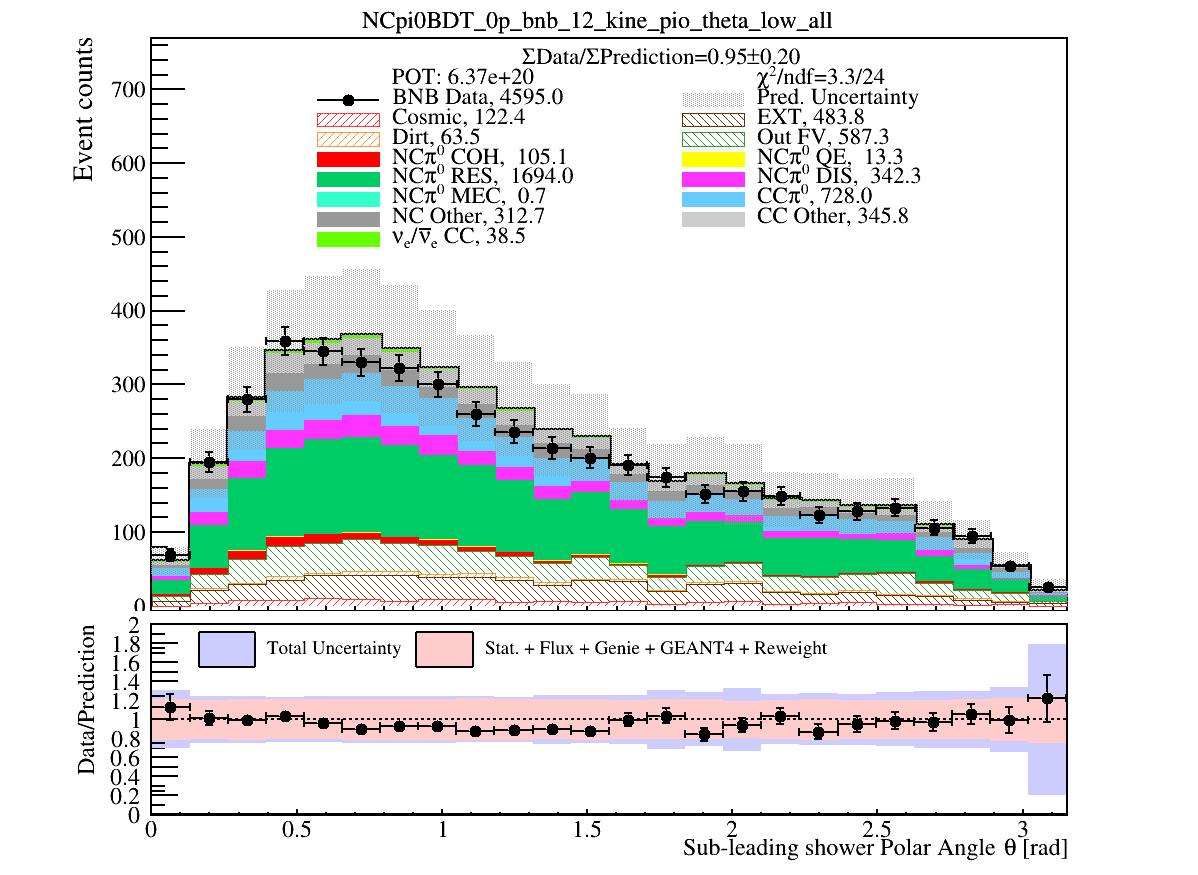 NCpi0BDT_0p_bnb_12_kine_pio_theta_low_all
ΣData/ΣPrediction=0.95±0.20
POT: 6.37e+20
χ²/ndf=3.3/24
BNB Data, 4595.0
Pred. Uncertainty
Cosmic, 122.4
EXT, 483.8
Dirt, 63.5
Out FV, 587.3
NCπ⁰ COH, 105.1
NCπ⁰ QE, 13.3
NCπ⁰ RES, 1694.0
NCπ⁰ DIS, 342.3
NCπ⁰ MEC, 0.7
CCπ⁰, 728.0
NC Other, 312.7
CC Other, 345.8
νₑ/ν̅ₑ CC, 38.5
Event counts
700
600
500
400
300
200
100
0
Data/Prediction
2
1.8
1.6
1.4
1.2
1
0.8
0.6
0.4
0.2
0
Total Uncertainty
Stat. + Flux + Genie + GEANT4 + Reweight
0 0.5 1 1.5 2 2.5 3
Sub-leading shower Polar Angle θ [rad]